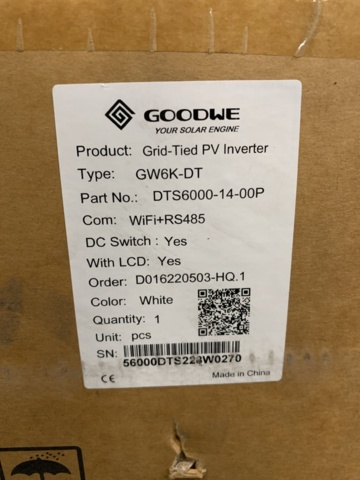 GOODWE
YOUR SOLAR ENGINE
Product: Grid-Tied PV Inverter
Type: GW6K-DT
Part No.: DTS6000-14-00P
Com: WiFi+RS485
DC Switch : Yes
With LCD: Yes
Order: D016220503-HQ.1
Color: White
Quantity: 1
Unit: pcs
SN:
CE Made in China